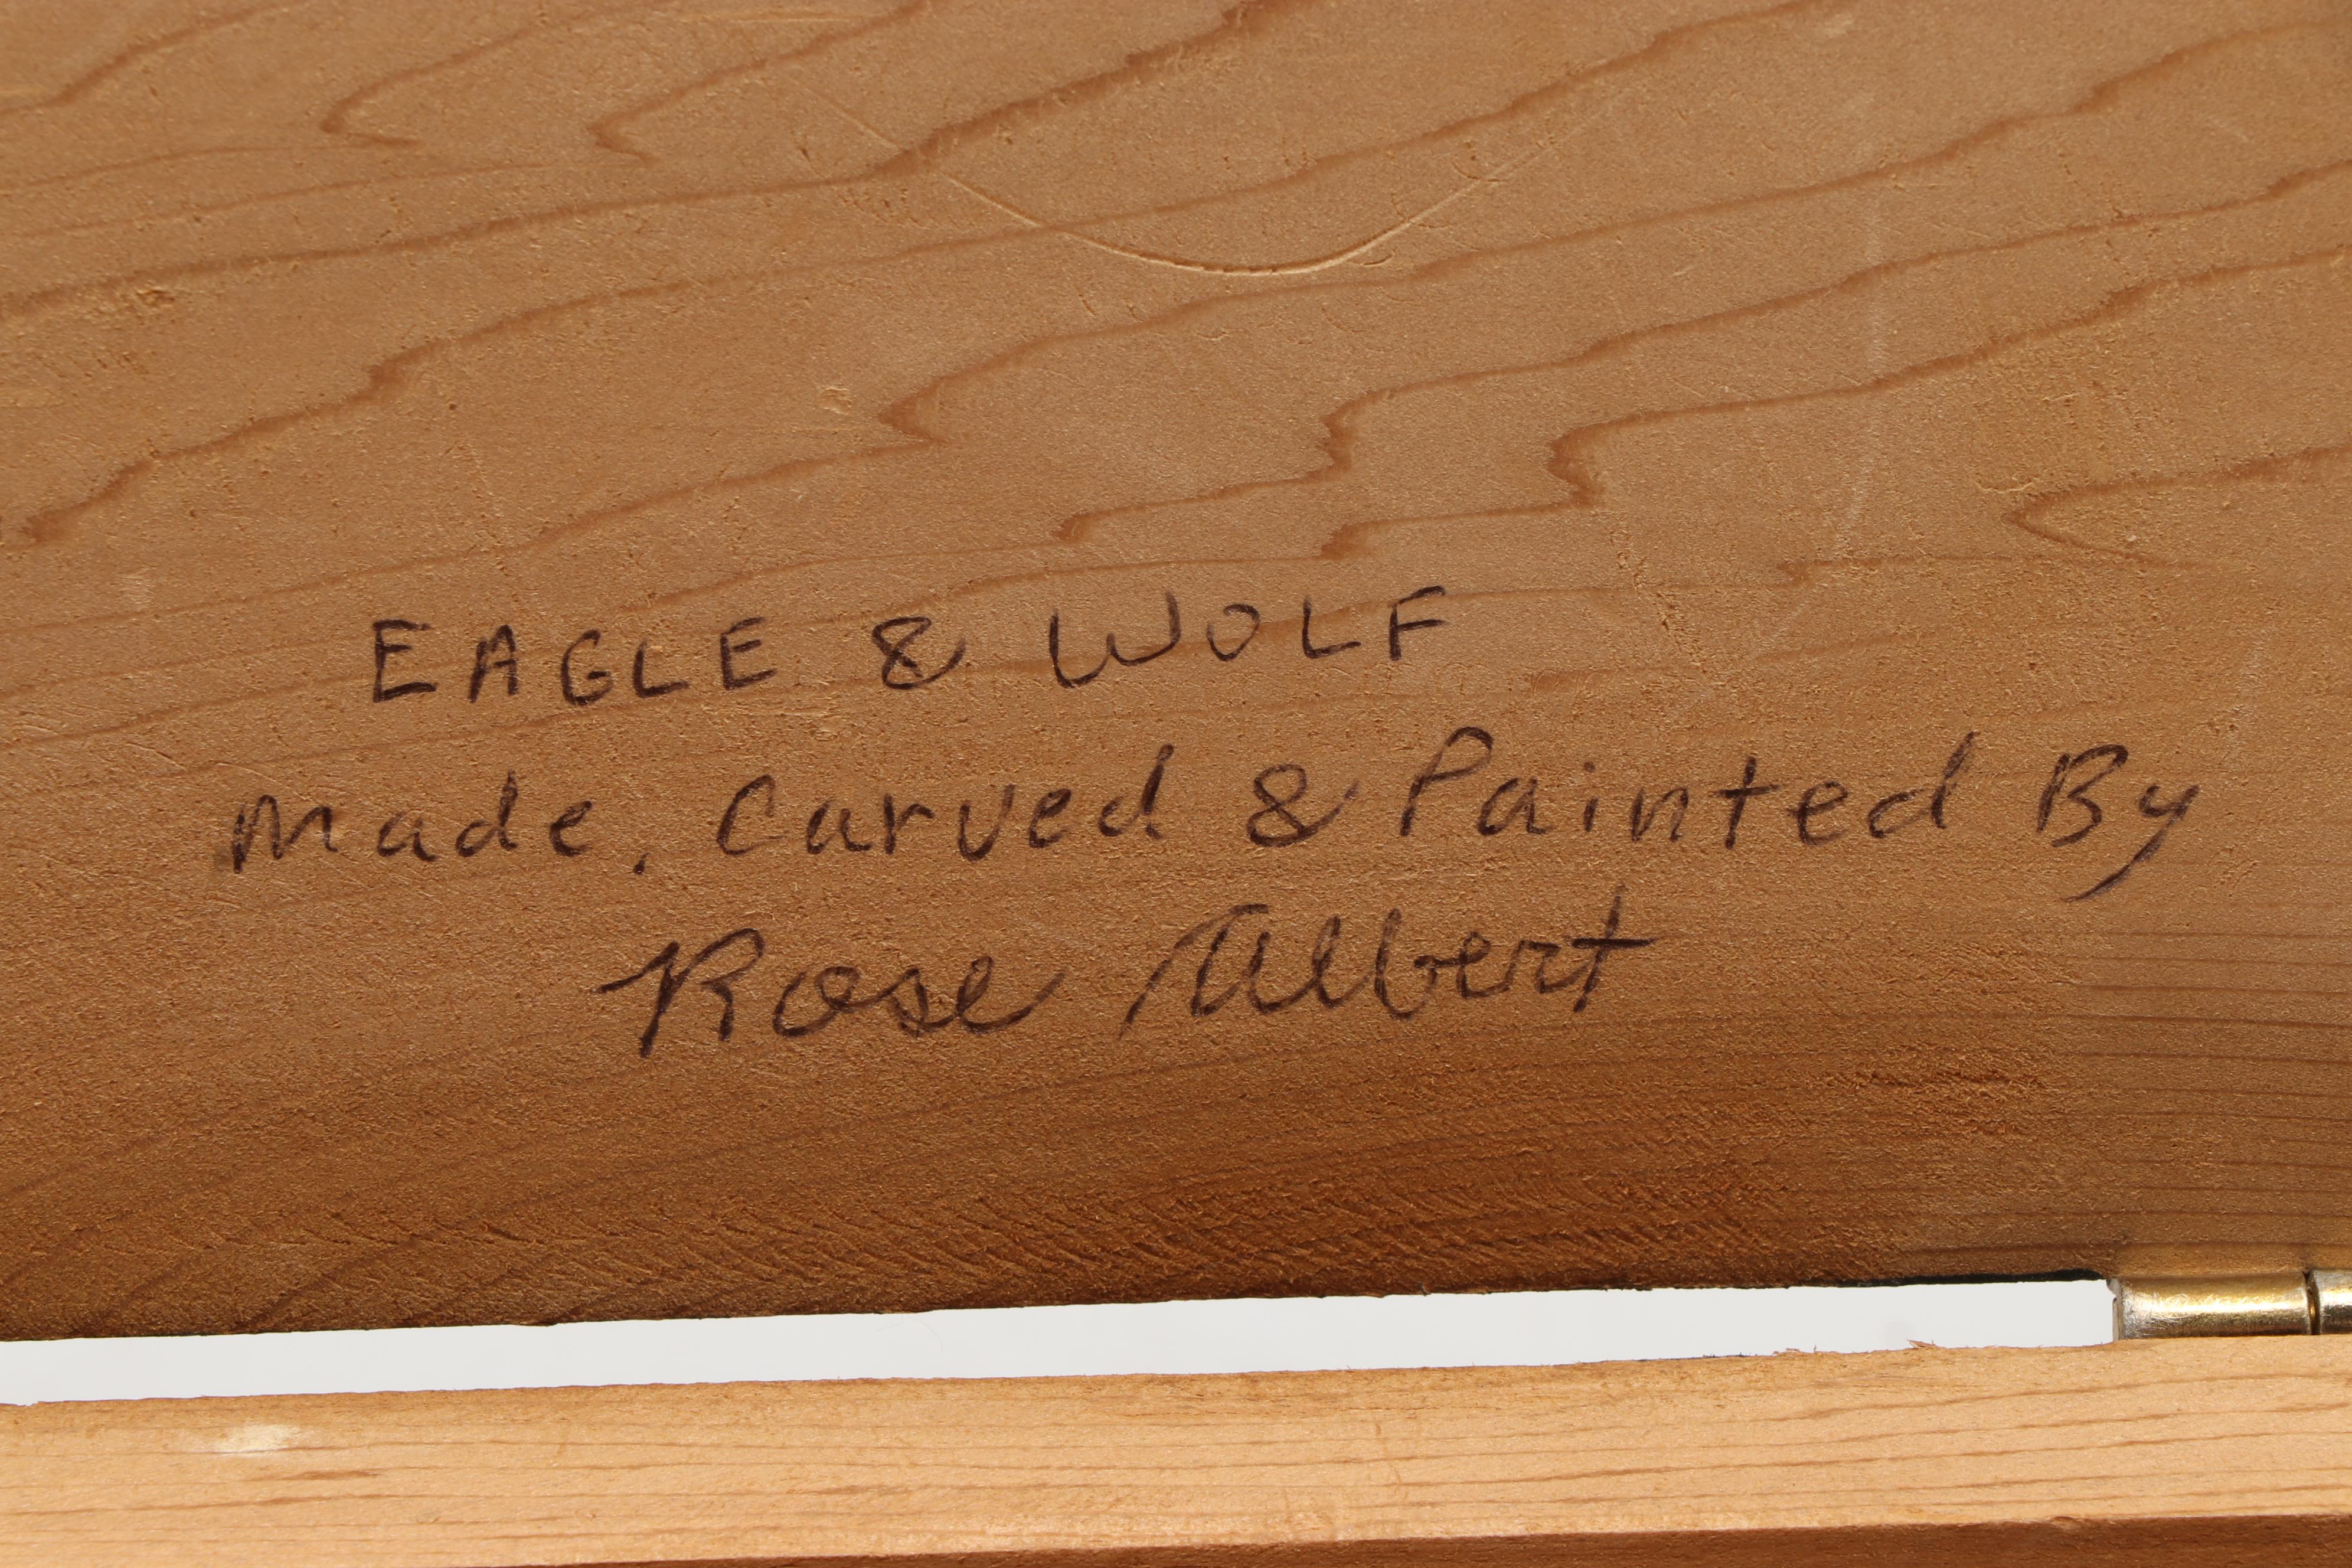 EAGLE & WOLF
Made, Carved & Painted By
Rose Albert